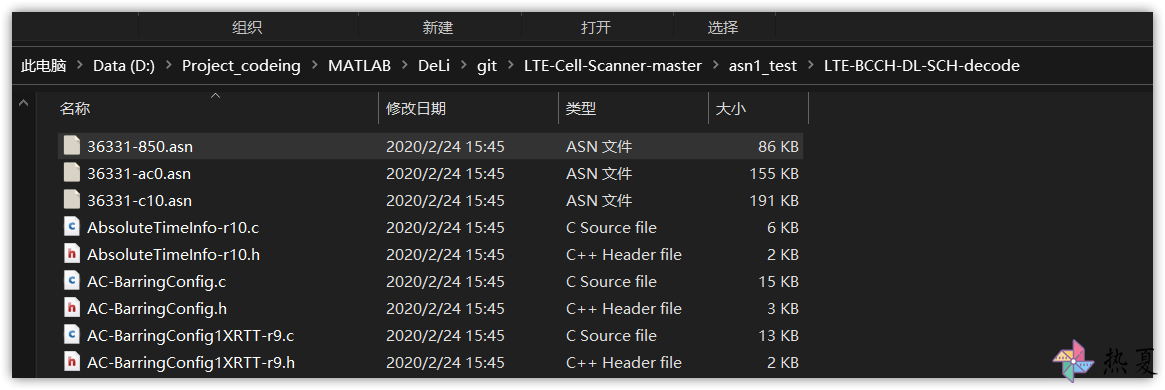 组织 新建 打开 选择
此电脑 > Data (D:) > Project_codeing > MATLAB > DeLi > git > LTE-Cell-Scanner-master > asn1_test > LTE-BCCH-DL-SCH-decode
名称 修改日期 类型 大小
36331-850.asn 2020/2/24 15:45 ASN 文件 86 KB
36331-ac0.asn 2020/2/24 15:45 ASN 文件 155 KB
36331-c10.asn 2020/2/24 15:45 ASN 文件 191 KB
AbsoluteTimeInfo-r10.c 2020/2/24 15:45 C Source file 6 KB
AbsoluteTimeInfo-r10.h 2020/2/24 15:45 C++ Header file 2 KB
AC-BarringConfig.c 2020/2/24 15:45 C Source file 15 KB
AC-BarringConfig.h 2020/2/24 15:45 C++ Header file 3 KB
AC-BarringConfig1XRTT-r9.c 2020/2/24 15:45 C Source file 13 KB
AC-BarringConfig1XRTT-r9.h 2020/2/24 15:45 C++ Header file 2 KB
热夏